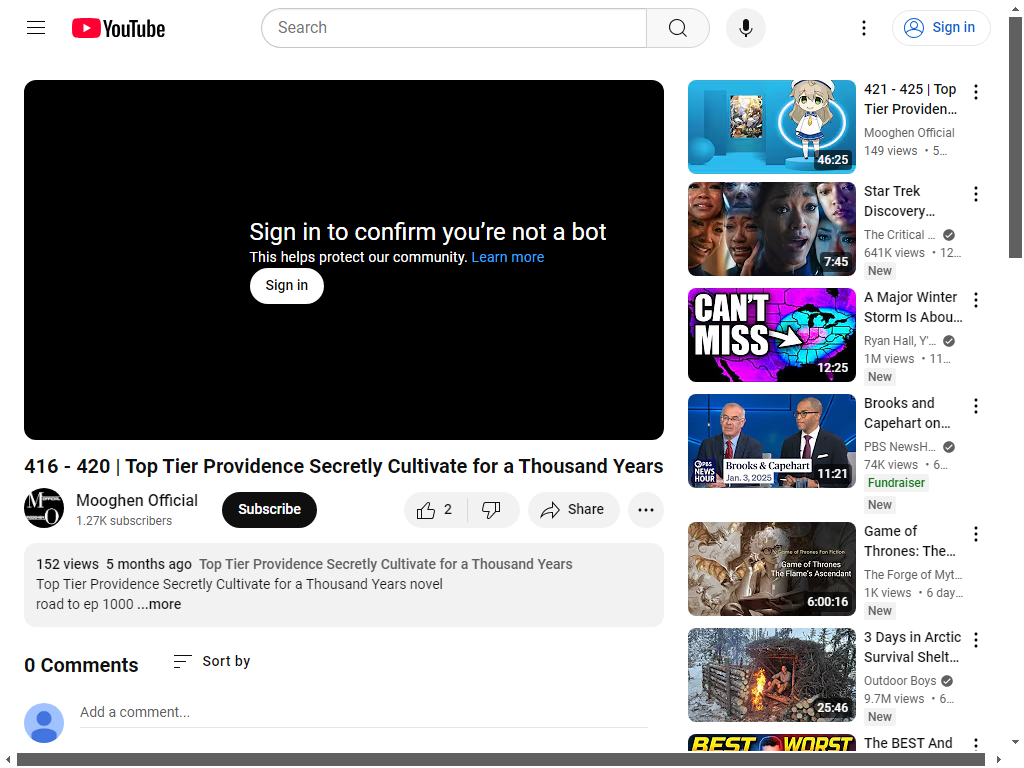 YouTube
Search
Sign in
Sign in to confirm you’re not a bot
This helps protect our community. Learn more
Sign in
416 - 420 | Top Tier Providence Secretly Cultivate for a Thousand Years
Mooghen Official
1.27K subscribers
Subscribe
2
Share
152 views 5 months ago Top Tier Providence Secretly Cultivate for a Thousand Years
Top Tier Providence Secretly Cultivate for a Thousand Years novel
road to ep 1000 ...more
0 Comments
Sort by
Add a comment...
46:25
421 - 425 | Top
Tier Providen...
Mooghen Official
149 views • 5...
7:45
Star Trek
Discovery...
The Critical ...
641K views • 12...
New
CAN'T
MISS
12:25
A Major Winter
Storm Is Abou...
Ryan Hall, Y'...
1M views • 11...
New
PBS
NEWS
HOUR
Brooks & Capehart
Jan. 3, 2025
11:21
Brooks and
Capehart on...
PBS NewsH...
74K views • 6...
Fundraiser
New
Game of Thrones Fan Fiction
Game of Thrones
The Flame's Ascendant
6:00:16
Game of
Thrones: The...
The Forge of Myt...
1K views • 6 day...
New
25:46
3 Days in Arctic
Survival Shelt...
Outdoor Boys
9.7M views • 6...
New
BEST WORST
The BEST And